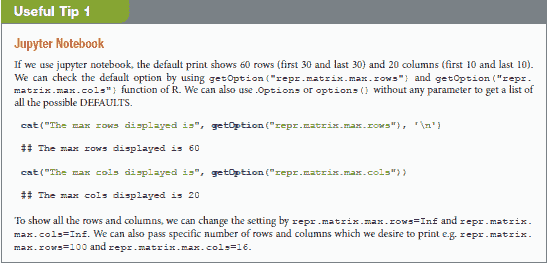 Useful Tip 1
Jupyter Notebook
If we use jupyter notebook, the default print shows 60 rows (first 30 and last 30) and 20 columns (first 10 and last 10).
We can check the default option by using getOption("repr.matrix.max.rows") and getOption("repr.
matrix.max.cols") function of R. We can also use .Options or options() without any parameter to get a list of
all the possible DEFAULTS.
cat("The max rows displayed is", getOption("repr.matrix.max.rows"), '\n')
## The max rows displayed is 60
cat("The max cols displayed is", getOption("repr.matrix.max.cols"))
## The max cols displayed is 20
To show all the rows and columns, we can change the setting by repr.matrix.max.rows=Inf and repr.matrix.
max.cols=Inf. We can also pass specific number of rows and columns which we desire to print e.g. repr.matrix.
max.rows=100 and repr.matrix.max.cols=16.